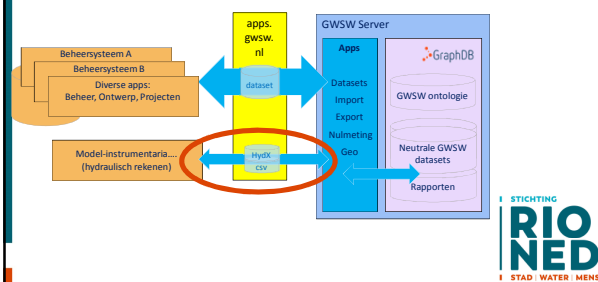 apps.
gwsw.
nl
GWSW Server
Apps
GraphDB
Beheersysteem A
Beheersysteem B
Diverse apps:
Beheer, Ontwerp, Projecten
dataset
Datasets
Import
Export
Nulmeting
Geo
GWSW ontologie
Neutrale GWSW
datasets
Rapporten
Model-instrumentaria....
(hydraulisch rekenen)
HydX
csv
STICHTING
RIO
NED
STAD | WATER | MENS